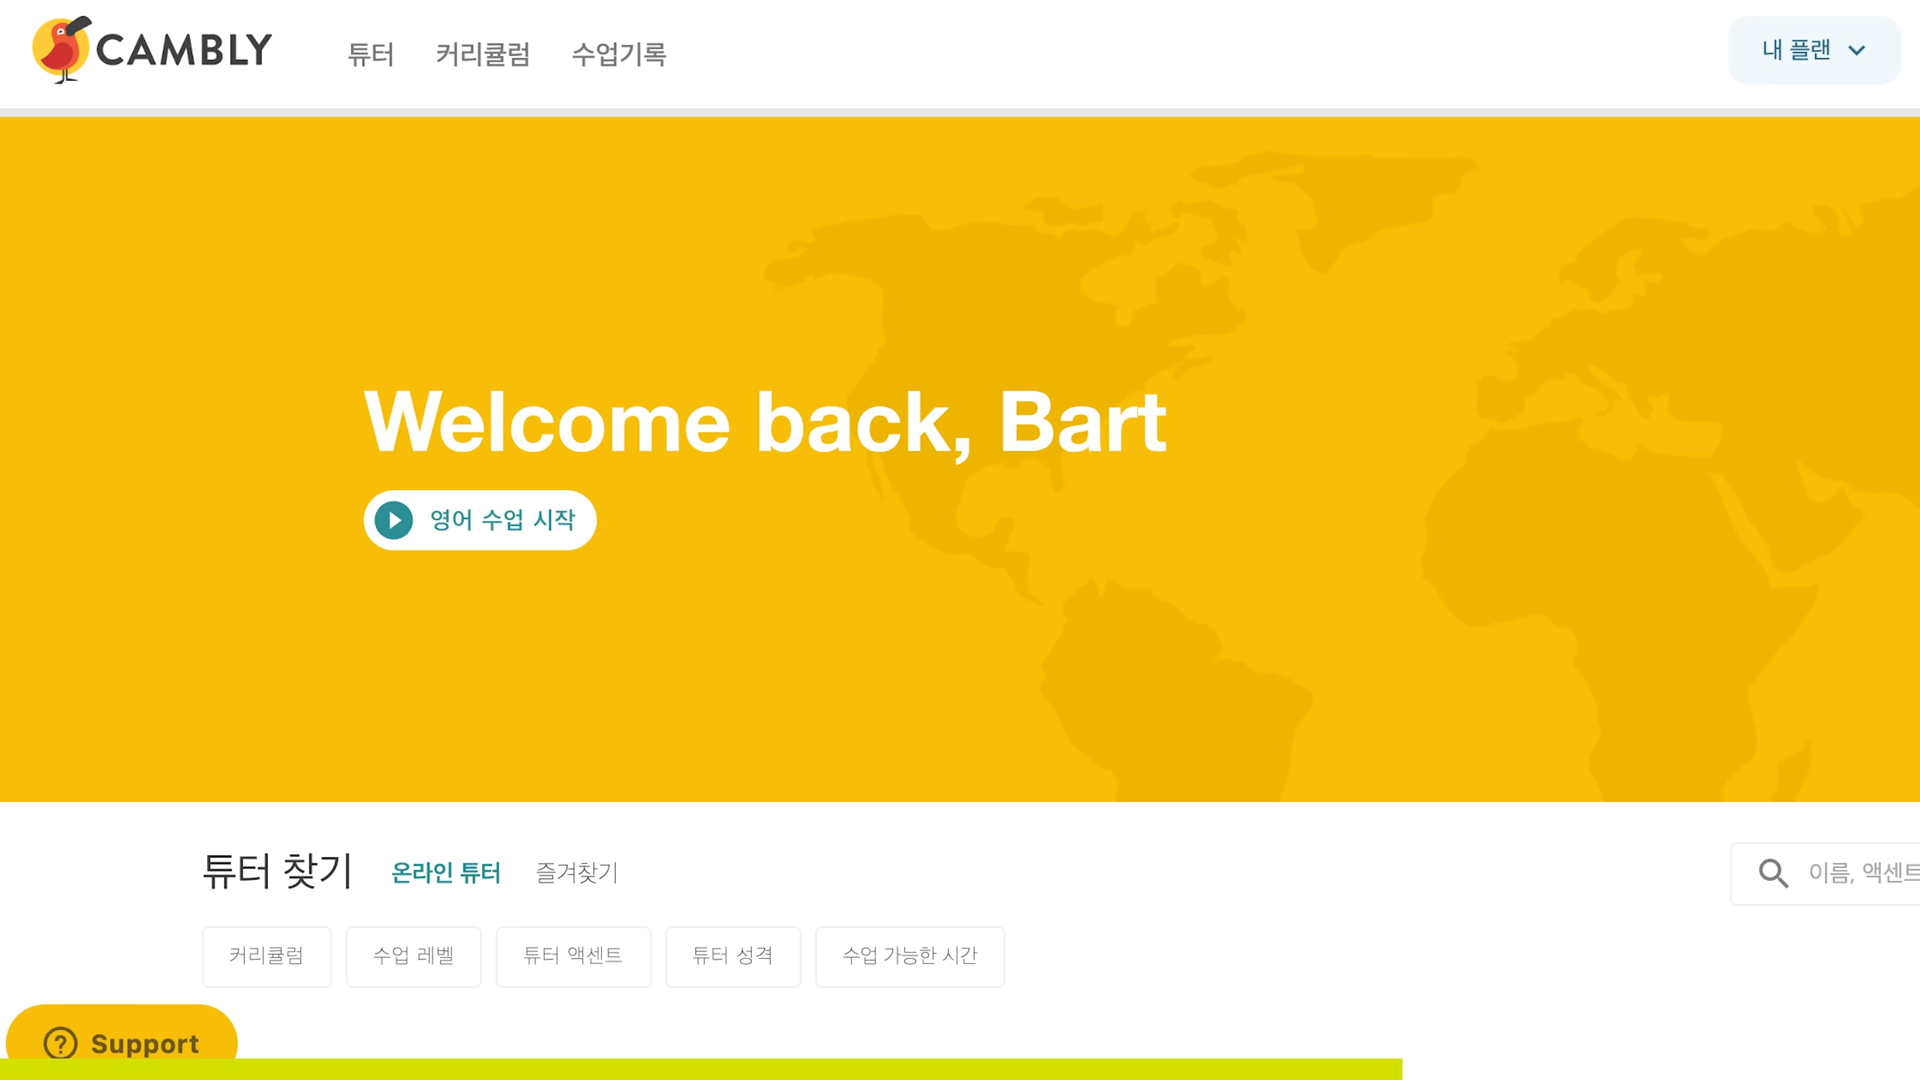 CAMBLY
튜터 커리큘럼 수업기록
내 플랜
Welcome back, Bart
영어 수업 시작
튜터 찾기 온라인 튜터 즐겨찾기
이름, 액센트
커리큘럼 수업 레벨 튜터 액센트 튜터 성격 수업 가능한 시간
Support